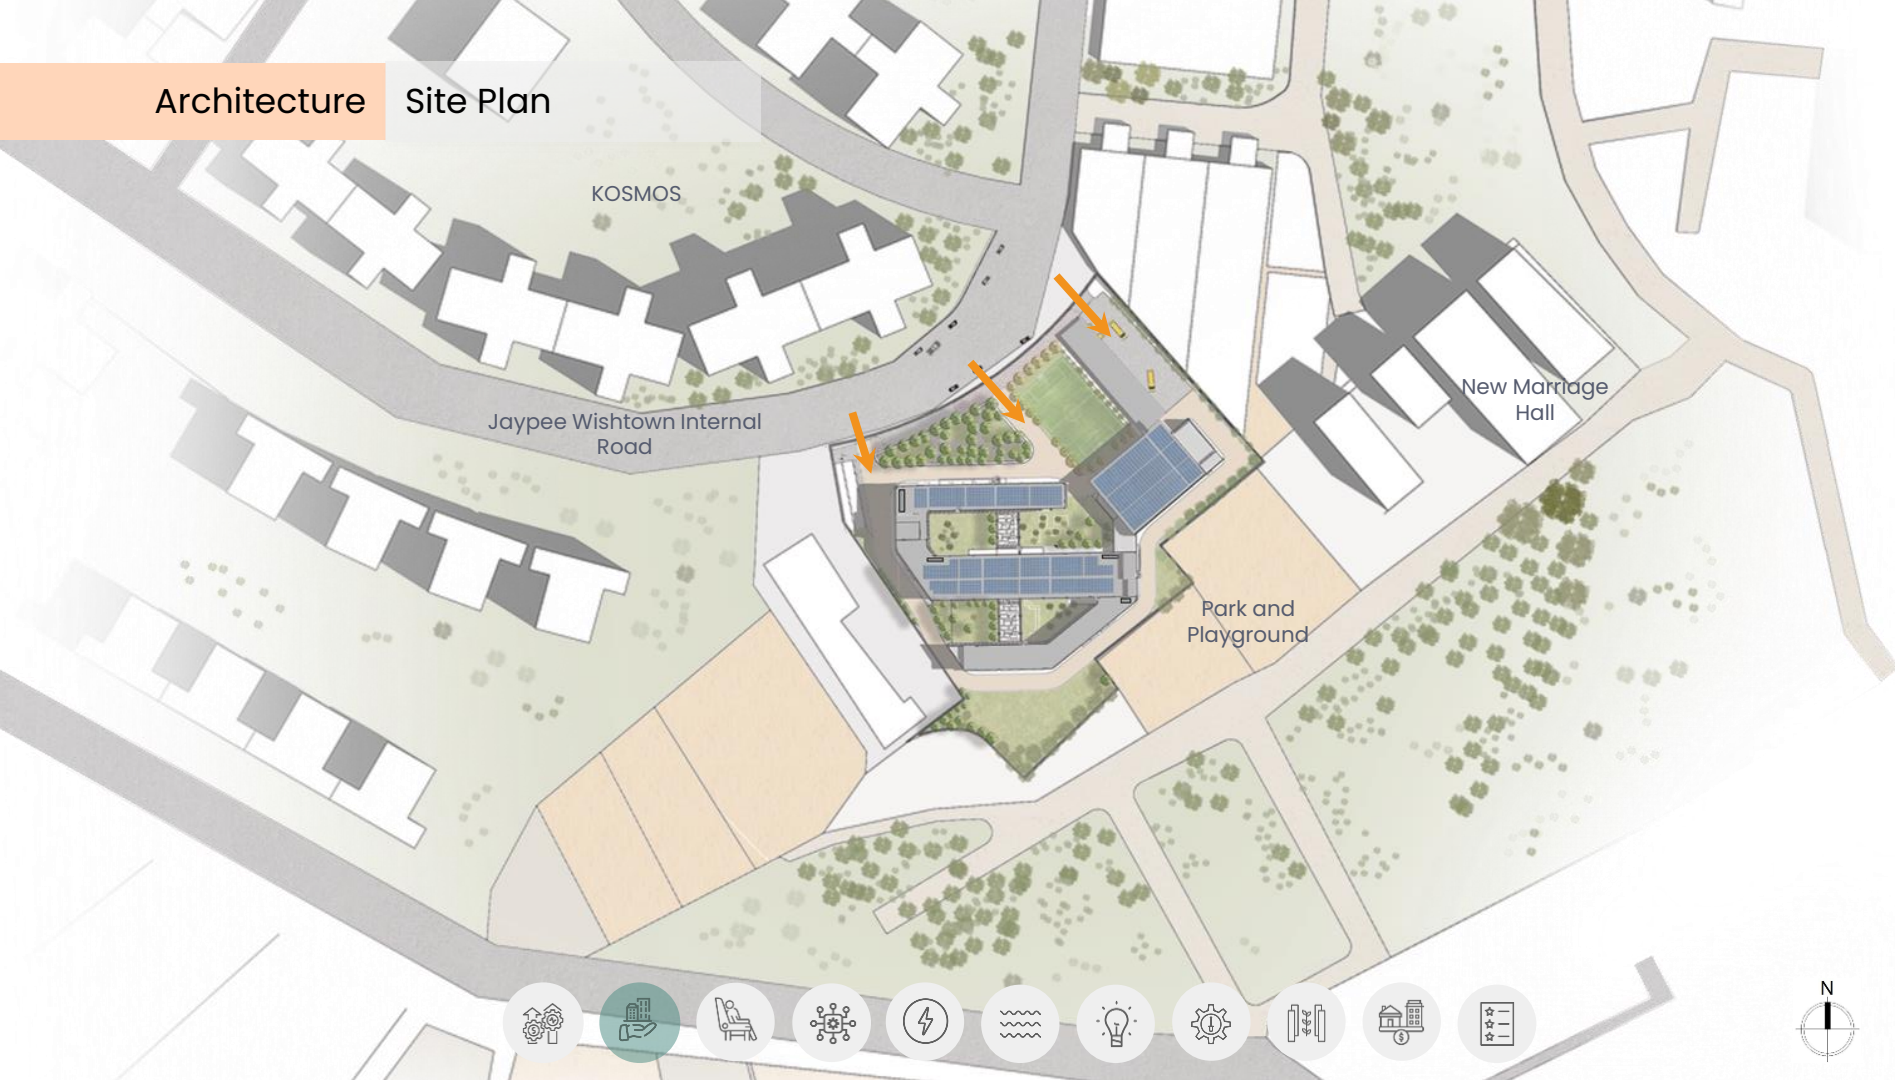 Architecture
Site Plan
KOSMOS
Jaypee Wishtown Internal
Road
New Marriage
Hall
Park and
Playground
N